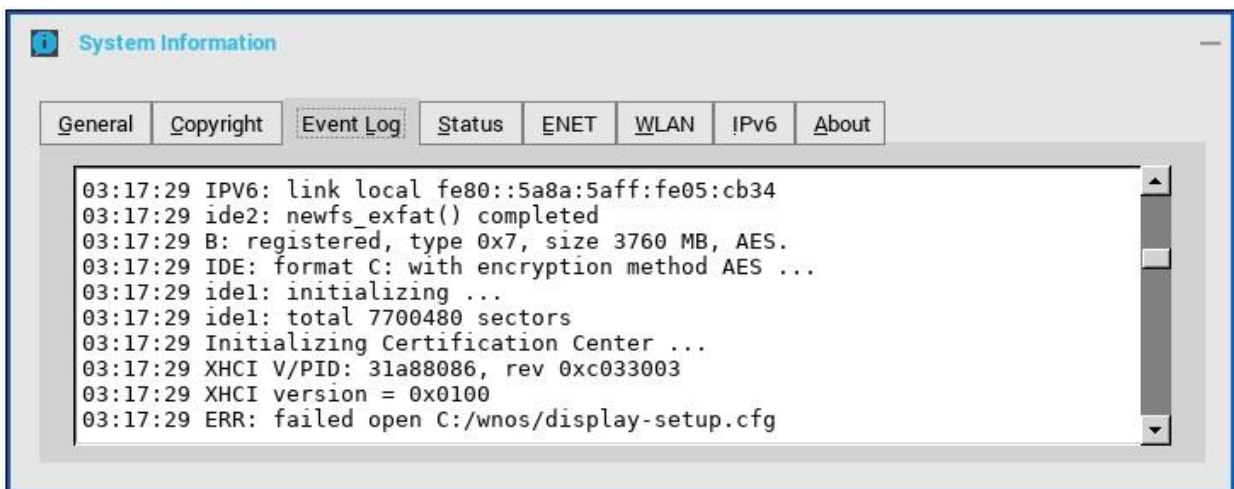 System Information
General Copyright Event Log Status ENET WLAN IPv6 About
03:17:29 IPV6: link local fe80::5a8a:5aff:fe05:cb34
03:17:29 ide2: newfs_exfat() completed
03:17:29 B: registered, type 0x7, size 3760 MB, AES.
03:17:29 IDE: format C: with encryption method AES ...
03:17:29 ide1: initializing ...
03:17:29 ide1: total 7700480 sectors
03:17:29 Initializing Certification Center ...
03:17:29 XHCI V/PID: 31a88086, rev 0xc033003
03:17:29 XHCI version = 0x0100
03:17:29 ERR: failed open C:/wnos/display-setup.cfg